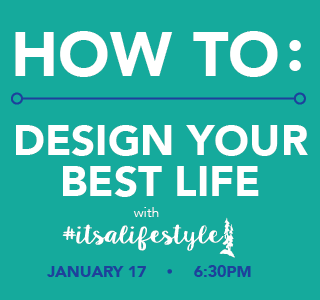 HOW TO:
DESIGN YOUR
BEST LIFE
with
#itsalifestyle
JANUARY 17 • 6:30PM